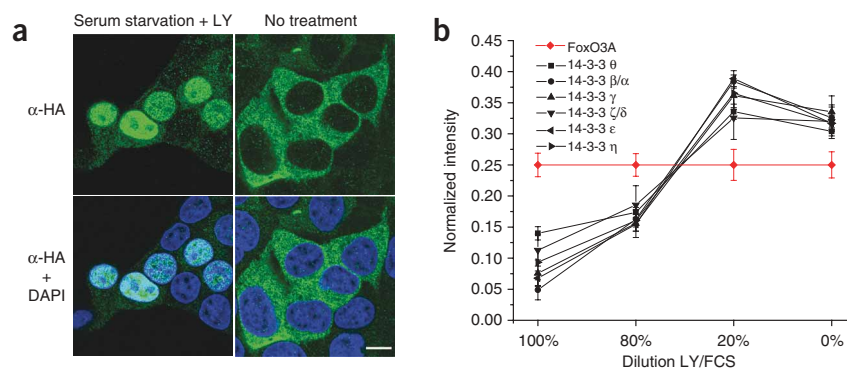 a
Serum starvation + LY
No treatment
α-HA
α-HA
+
DAPI
b
Normalized intensity
0.45
0.40
0.35
0.30
0.25
0.20
0.15
0.10
0.05
0.00
FoxO3A
14-3-3 θ
14-3-3 β/α
14-3-3 γ
14-3-3 ζ/δ
14-3-3 ε
14-3-3 η
100%
80%
20%
0%
Dilution LY/FCS